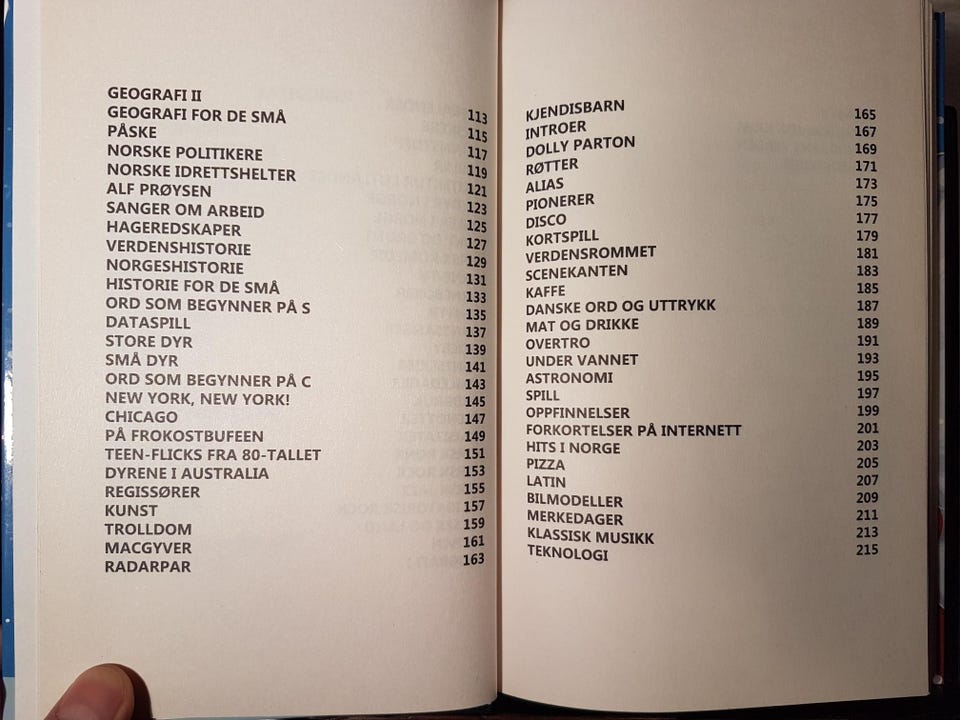 GEOGRAFI II 113
GEOGRAFI FOR DE SMÅ 115
PÅSKE 117
NORSKE POLITIKERE 119
NORSKE IDRETTSHELTER 121
ALF PRØYSEN 123
SANGER OM ARBEID 125
HAGEREDSKAPER 127
VERDENSHISTORIE 129
NORGESHISTORIE 131
HISTORIE FOR DE SMÅ 133
ORD SOM BEGYNNER PÅ S 135
DATASPILL 137
STORE DYR 139
SMÅ DYR 141
ORD SOM BEGYNNER PÅ C 143
NEW YORK, NEW YORK! 145
CHICAGO 147
PÅ FROKOSTBUFEEN 149
TEEN-FLICKS FRA 80-TALLET 151
DYRENE I AUSTRALIA 153
REGISSØRER 155
KUNST 157
TROLLDOM 159
MACGYVER 161
RADARPAR 163
KJENDISBARN 165
INTROER 167
DOLLY PARTON 169
RØTTER 171
ALIAS 173
PIONERER 175
DISCO 177
KORTSPILL 179
VERDENSROMMET 181
SCENEKANTEN 183
KAFFE 185
DANSKE ORD OG UTTRYKK 187
MAT OG DRIKKE 189
OVERTRO 191
UNDER VANNET 193
ASTRONOMI 195
SPILL 197
OPPFINNELSER 199
FORKORTELSER PÅ INTERNETT 201
HITS I NORGE 203
PIZZA 205
LATIN 207
BILMODELLER 209
MERKEDAGER 211
KLASSISK MUSIKK 213
TEKNOLOGI 215